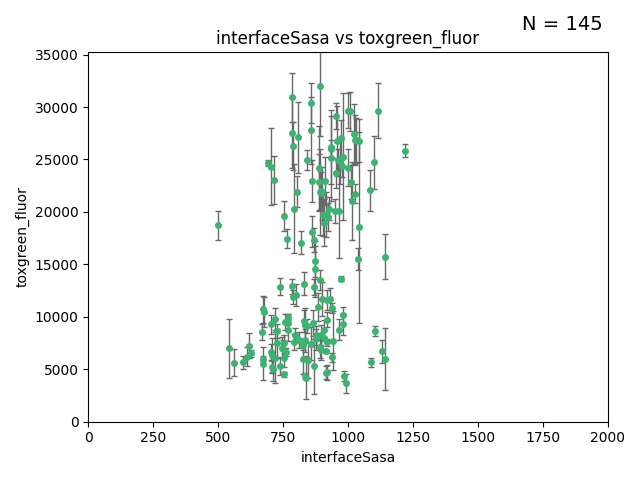 N = 145
interfaceSasa vs toxgreen_fluor
35000
30000
25000
20000
15000
10000
5000
0
toxgreen_fluor
0 250 500 750 1000 1250 1500 1750 2000
interfaceSasa